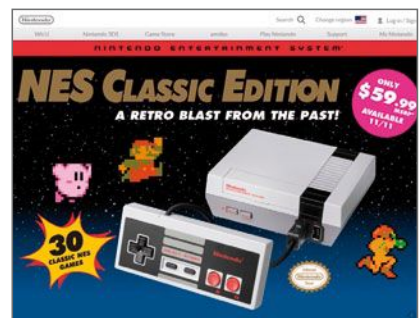 Nintendo
Search
Change region
Log in / Sign
Wii U
Nintendo 3DS
Game Store
amiibo
Play Nintendo
Support
My Nintendo
NINTENDO ENTERTAINMENT SYSTEM
NES CLASSIC EDITION
A RETRO BLAST FROM THE PAST!
ONLY
$59.99
MSRP*
AVAILABLE
11/11
30
CLASSIC NES
GAMES
Nintendo